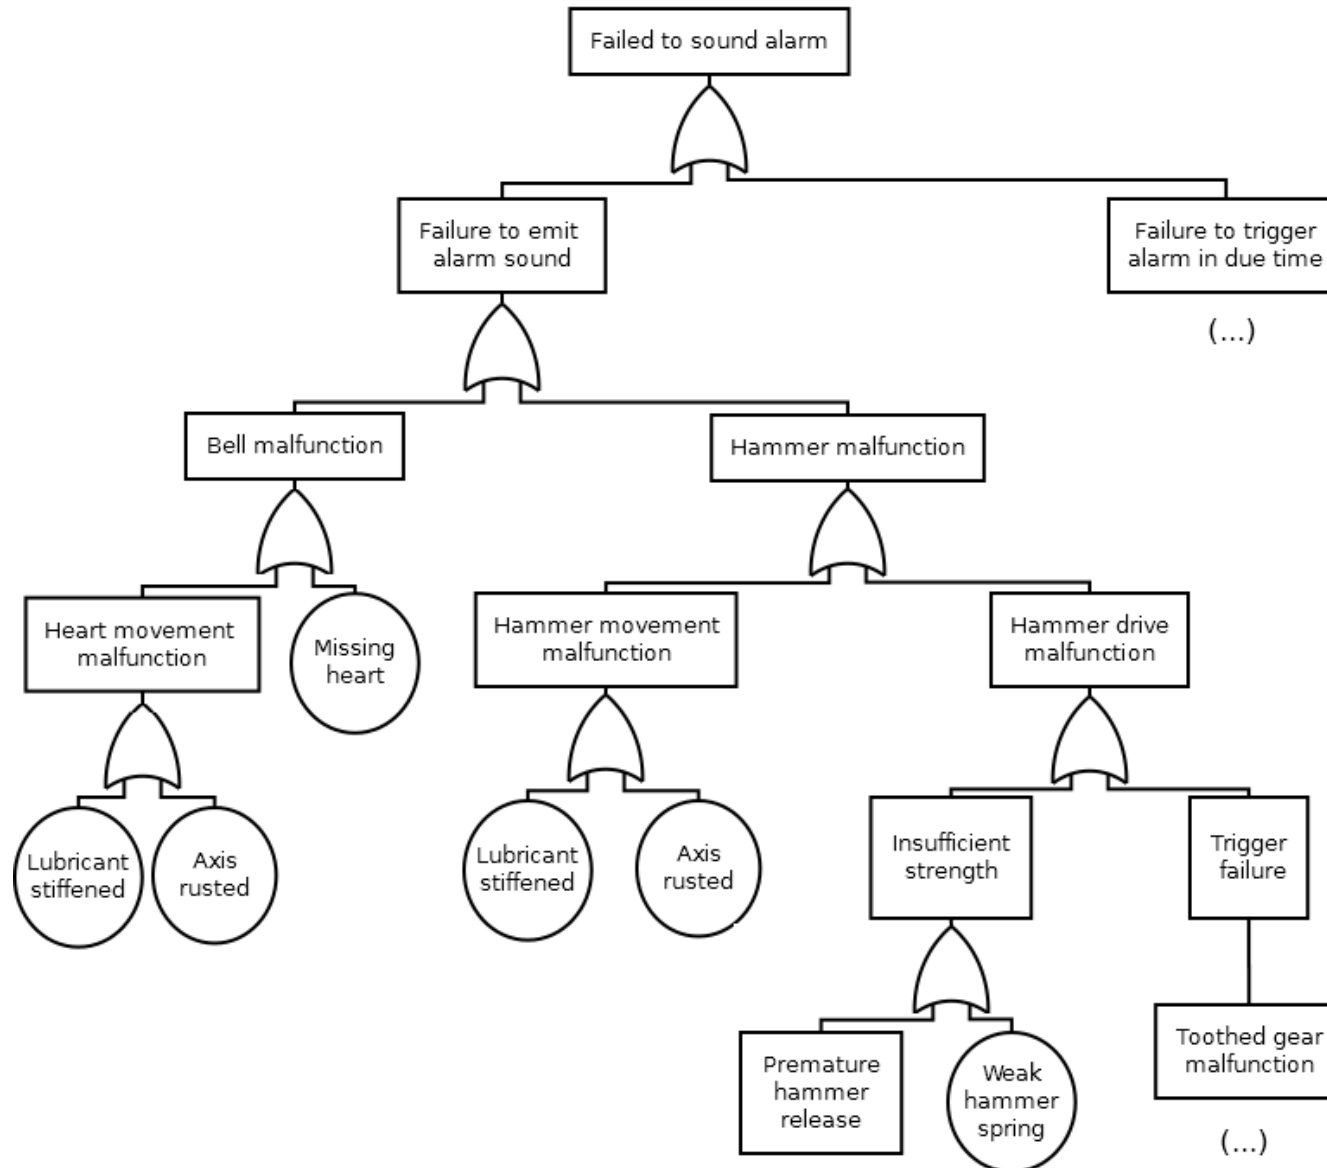 Failed to sound alarm
Failure to emit
alarm sound
Failure to trigger
alarm in due time
(...)
Bell malfunction
Hammer malfunction
Heart movement
malfunction
Missing
heart
Hammer movement
malfunction
Hammer drive
malfunction
Lubricant
stiffened
Axis
rusted
Lubricant
stiffened
Axis
rusted
Insufficient
strength
Trigger
failure
Premature
hammer
release
Weak
hammer
spring
Toothed gear
malfunction
(...)